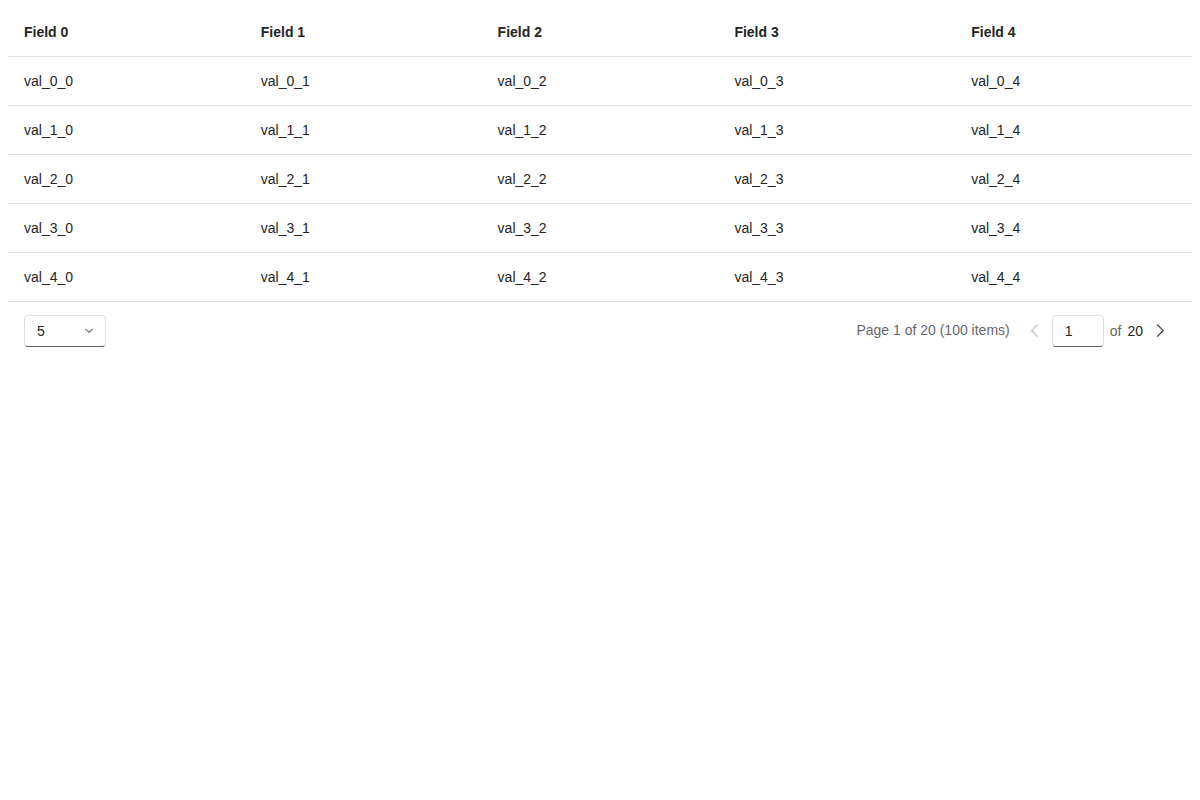 Field 0 Field 1 Field 2 Field 3 Field 4
val_0_0 val_0_1 val_0_2 val_0_3 val_0_4
val_1_0 val_1_1 val_1_2 val_1_3 val_1_4
val_2_0 val_2_1 val_2_2 val_2_3 val_2_4
val_3_0 val_3_1 val_3_2 val_3_3 val_3_4
val_4_0 val_4_1 val_4_2 val_4_3 val_4_4
5 Page 1 of 20 (100 items) 1 of 20